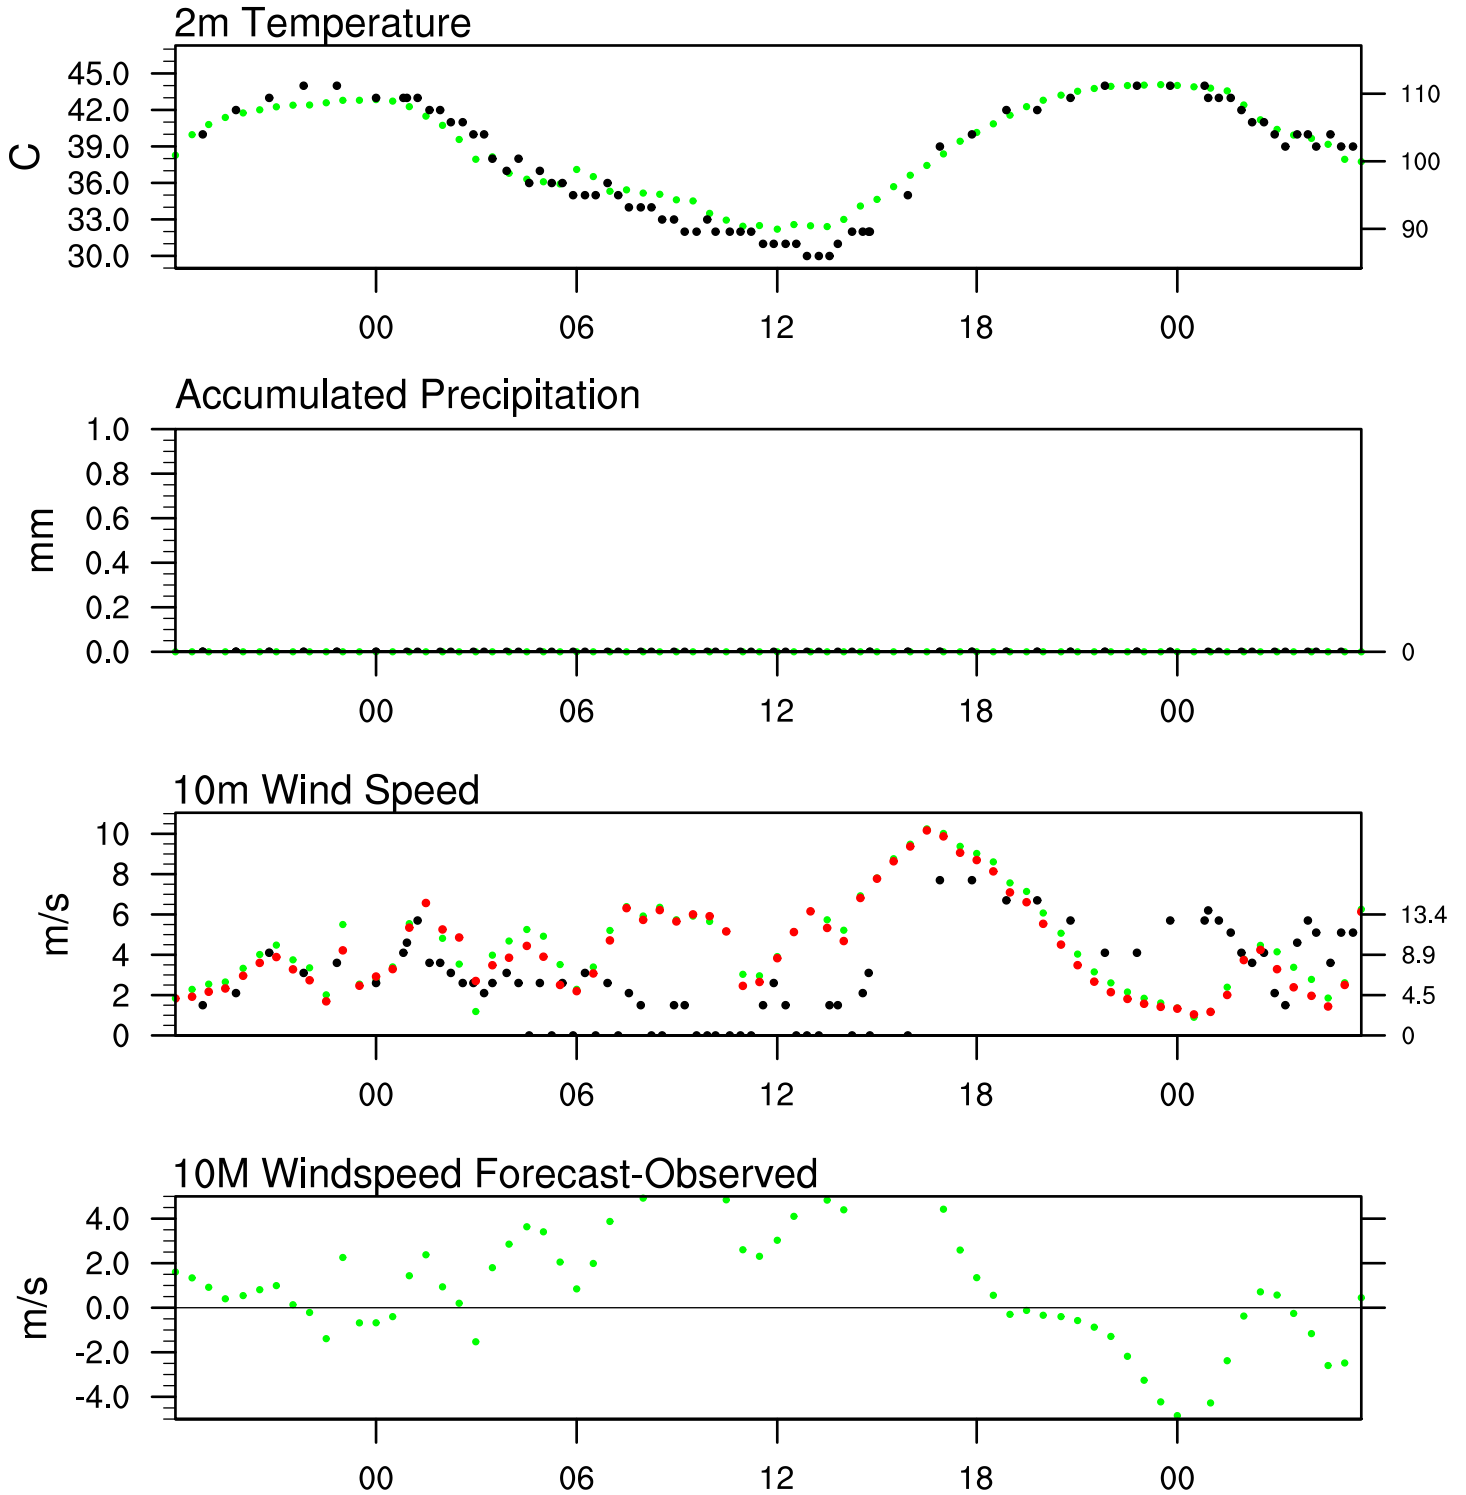 2m Temperature
45.0
42.0
39.0
36.0
33.0
30.0
C
110
100
90
00 06 12 18 00
Accumulated Precipitation
1.0
0.8
0.6
0.4
0.2
0.0
mm
0
00 06 12 18 00
10m Wind Speed
10
8
6
4
2
0
m/s
13.4
8.9
4.5
0
00 06 12 18 00
10M Windspeed Forecast-Observed
4.0
2.0
0.0
-2.0
-4.0
m/s
00 06 12 18 00